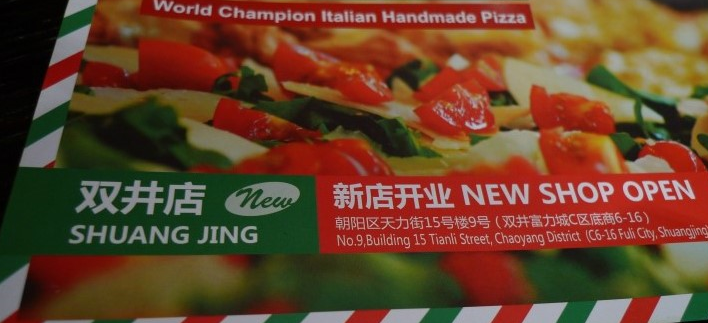 World Champion Italian Handmade Pizza
双井店 New
SHUANG JING
新店开业 NEW SHOP OPEN
朝阳区天力街15号楼9号（双井富力城C区底商6-16）
No.9,Building 15 Tianli Street, Chaoyang District (C6-16 Fuli City, Shuangjing